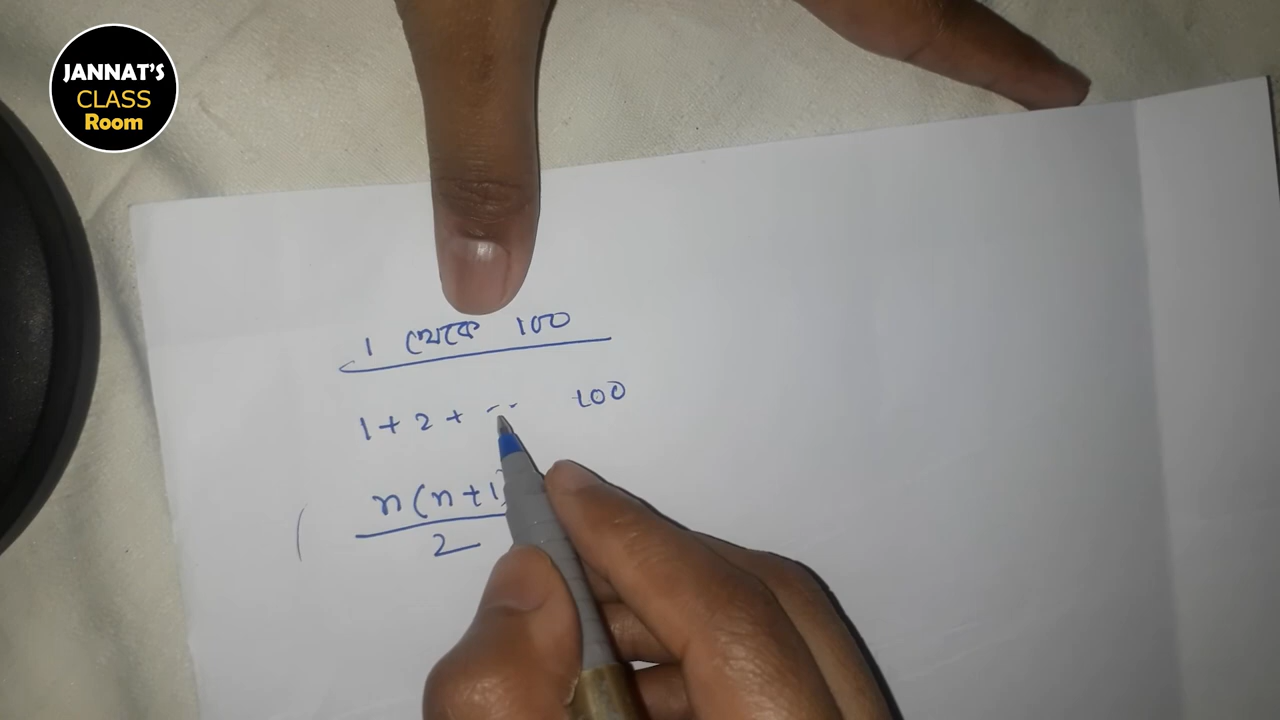 JANNAT'S
CLASS
Room
1 থেকে 100
1 + 2 + -- 100
n(n+1
2